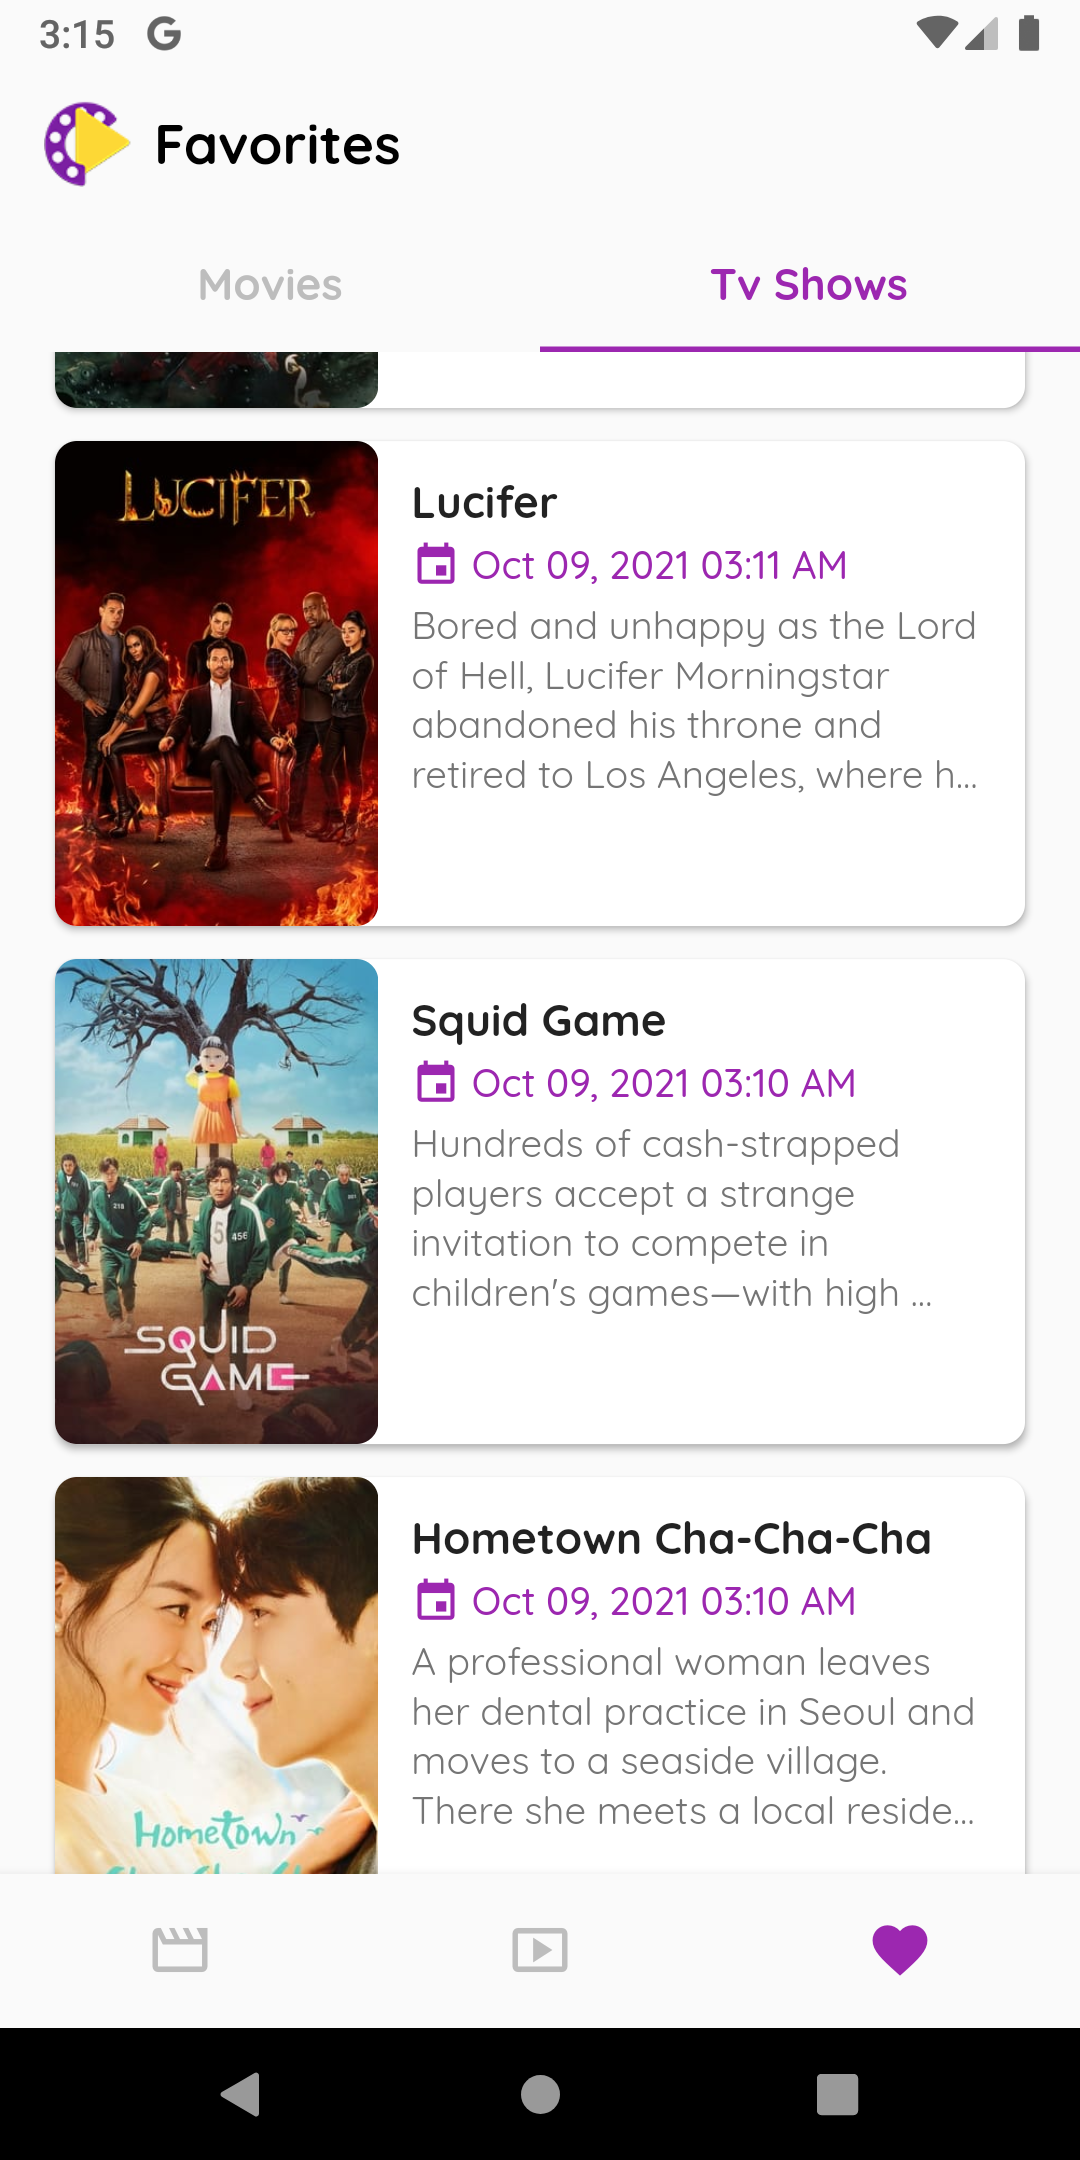 3:15
Favorites
Movies
Tv Shows
LUCIFER
Lucifer
Oct 09, 2021 03:11 AM
Bored and unhappy as the Lord
of Hell, Lucifer Morningstar
abandoned his throne and
retired to Los Angeles, where h...
218
456
SQUID
GAME
Squid Game
Oct 09, 2021 03:10 AM
Hundreds of cash-strapped
players accept a strange
invitation to compete in
children's games—with high ...
Hometown
Hometown Cha-Cha-Cha
Oct 09, 2021 03:10 AM
A professional woman leaves
her dental practice in Seoul and
moves to a seaside village.
There she meets a local reside...